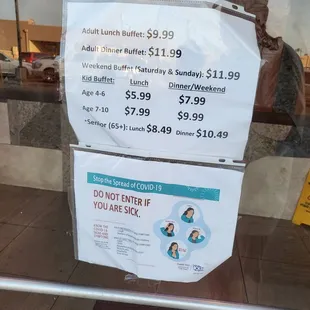 Adult Lunch Buffet: $9.99
Adult Dinner Buffet: $11.99
Weekend Buffet (Saturday & Sunday): $11.99
Kid Buffet: Lunch Dinner/Weekend
Age 4-6 $5.99 $7.99
Age 7-10 $7.99 $9.99
*Senior (65+): Lunch $8.49 Dinner $10.49
Stop the Spread of COVID-19
DO NOT ENTER IF
YOU ARE SICK.